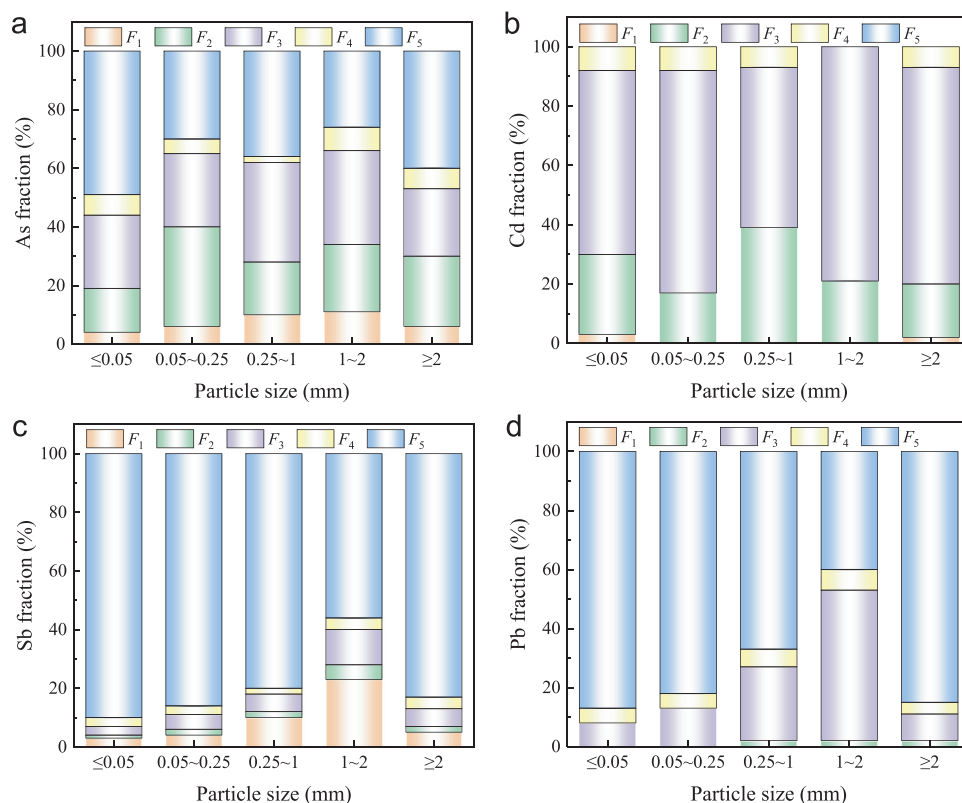 a
F1 F2 F3 F4 F5
100
80
60
40
20
0
As fraction (%)
≤0.05 0.05~0.25 0.25~1 1~2 ≥2
Particle size (mm)
b
F1 F2 F3 F4 F5
100
80
60
40
20
0
Cd fraction (%)
≤0.05 0.05~0.25 0.25~1 1~2 ≥2
Particle size (mm)
c
F1 F2 F3 F4 F5
100
80
60
40
20
0
Sb fraction (%)
≤0.05 0.05~0.25 0.25~1 1~2 ≥2
Particle size (mm)
d
F1 F2 F3 F4 F5
100
80
60
40
20
0
Pb fraction (%)
≤0.05 0.05~0.25 0.25~1 1~2 ≥2
Particle size (mm)